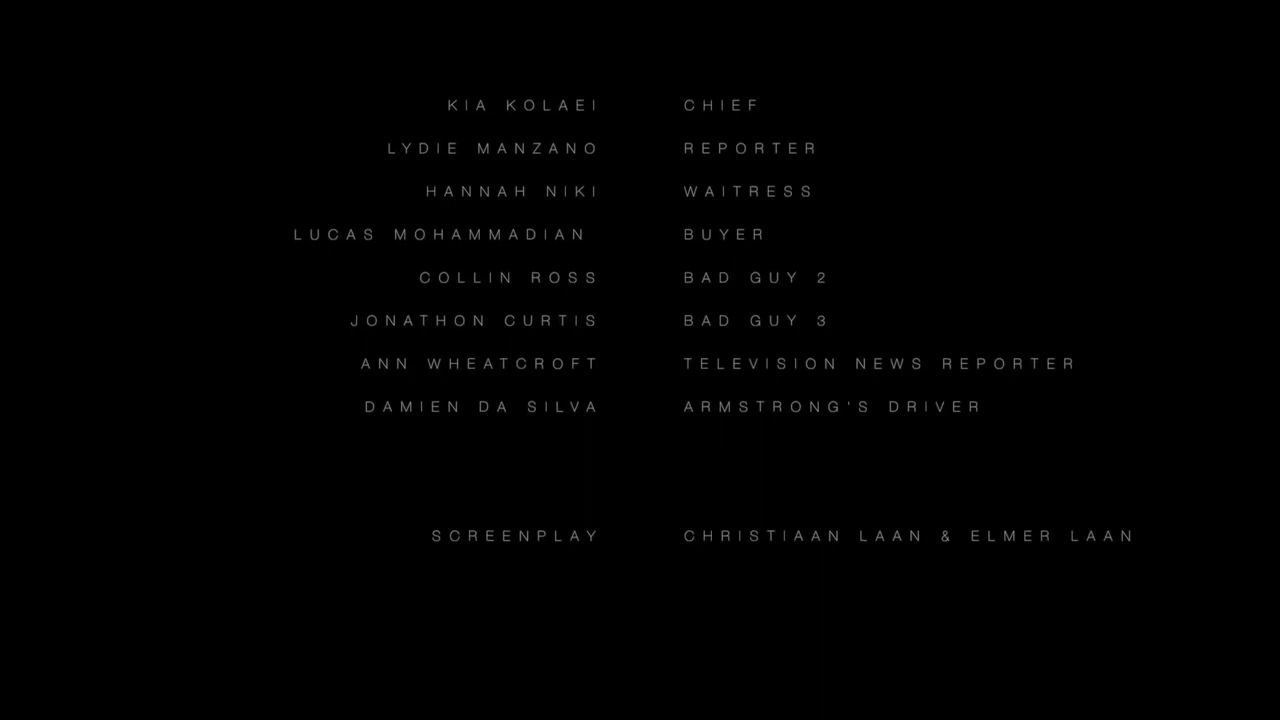 KIA KOLAEI CHIEF
LYDIE MANZANO REPORTER
HANNAH NIKI WAITRESS
LUCAS MOHAMMADIAN BUYER
COLLIN ROSS BAD GUY 2
JONATHON CURTIS BAD GUY 3
ANN WHEATCROFT TELEVISION NEWS REPORTER
DAMIEN DA SILVA ARMSTRONG'S DRIVER
SCREENPLAY CHRISTIAAN LAAN & ELMER LAAN